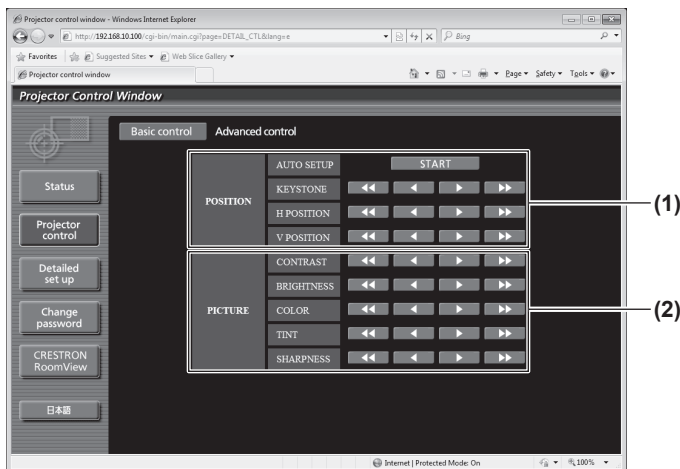 Projector control window - Windows Internet Explorer
http://192.168.10.100/cgi-bin/main.cgi?page=DETAIL_CTL&lang=e
Bing
Favorites Suggested Sites Web Slice Gallery
Projector control window Page Safety Tools
Projector Control Window
Basic control Advanced control
Status
Projector
control
Detailed
set up
Change
password
CRESTRON
RoomView
日本語
POSITION
AUTO SETUP START
KEYSTONE
H POSITION
V POSITION
(1)
PICTURE
CONTRAST
BRIGHTNESS
COLOR
TINT
SHARPNESS
(2)
Internet | Protected Mode: On 100%